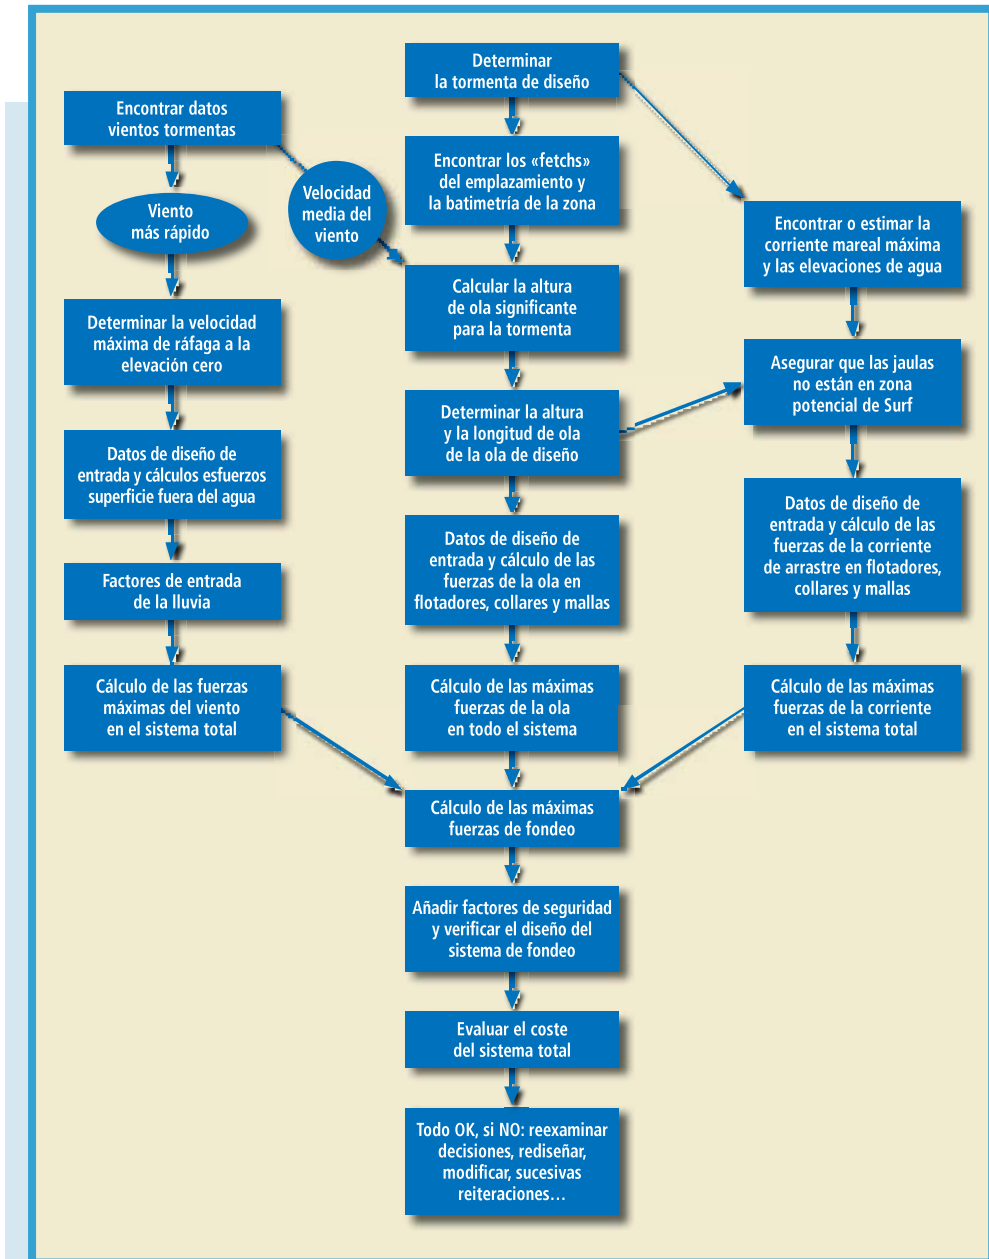 Determinar
la tormenta de diseño
Encontrar datos
vientos tormentas
Encontrar los «fetchs»
del emplazamiento y
la batimetría de la zona
Velocidad
media del
viento
Viento
más rápido
Encontrar o estimar la
corriente mareal máxima
y las elevaciones de agua
Calcular la altura
de ola significante
para la tormenta
Determinar la velocidad
máxima de ráfaga a la
elevación cero
Asegurar que las jaulas
no están en zona
potencial de Surf
Determinar la altura
y la longitud de ola
de la ola de diseño
Datos de diseño de
entrada y cálculos esfuerzos
superficie fuera del agua
Datos de diseño de
entrada y cálculo de las
fuerzas de la corriente
de arrastre en flotadores,
collares y mallas
Datos de diseño de
entrada y cálculo de las
fuerzas de la ola en
flotadores, collares y mallas
Factores de entrada
de la lluvia
Cálculo de las fuerzas
máximas del viento
en el sistema total
Cálculo de las máximas
fuerzas de la ola
en todo el sistema
Cálculo de las máximas
fuerzas de la corriente
en el sistema total
Cálculo de las máximas
fuerzas de fondeo
Añadir factores de seguridad
y verificar el diseño del
sistema de fondeo
Evaluar el coste
del sistema total
Todo OK, si NO: reexaminar
decisiones, rediseñar,
modificar, sucesivas
reiteraciones…